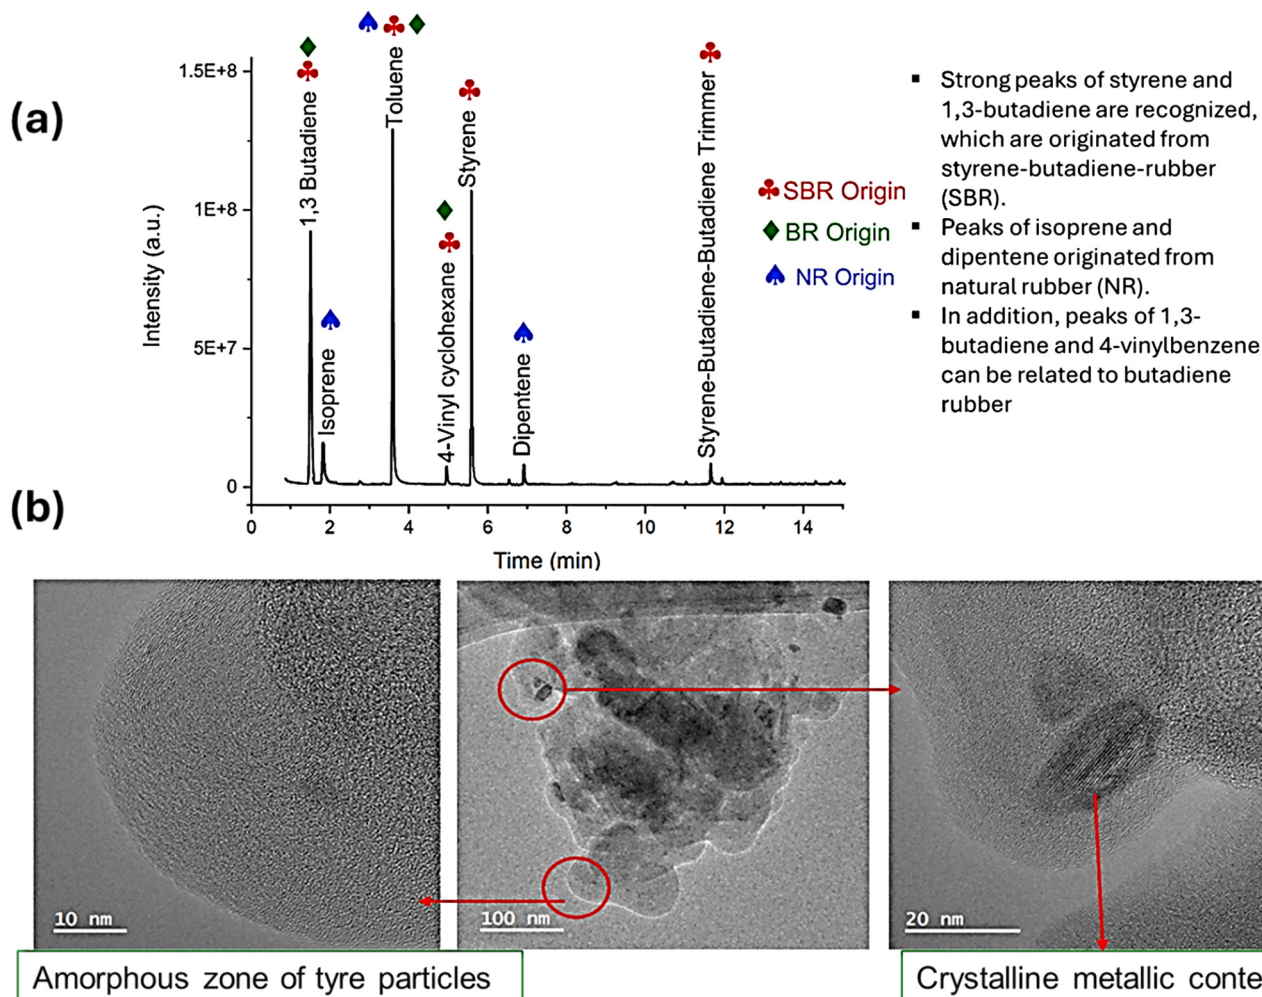 (a)
1.5E+8
1E+8
5E+7
0
Intensity (a.u.)
1,3 Butadiene
Isoprene
Toluene
4-Vinyl cyclohexane
Styrene
Dipentene
Styrene-Butadiene-Butadiene Trimmer
0 2 4 6 8 10 12 14
Time (min)
SBR Origin
BR Origin
NR Origin
▪ Strong peaks of styrene and
1,3-butadiene are recognized,
which are originated from
styrene-butadiene-rubber
(SBR).
▪ Peaks of isoprene and
dipentene originated from
natural rubber (NR).
▪ In addition, peaks of 1,3-
butadiene and 4-vinylbenzene
can be related to butadiene
rubber
(b)
10 nm
100 nm
20 nm
Amorphous zone of tyre particles
Crystalline metallic conte